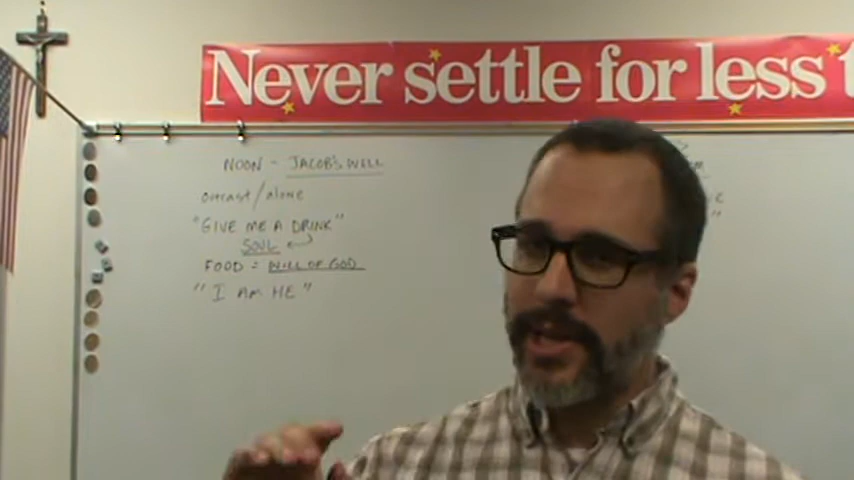 Never settle for less t
NOON - JACOB'S WELL
outcast/alone
"GIVE ME A DRINK"
SOUL
FOOD = WILL OF GOD
"I AM HE"